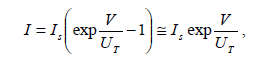 I = I_s ( exp V/U_T − 1 ) ≅ I_s exp V/U_T ,